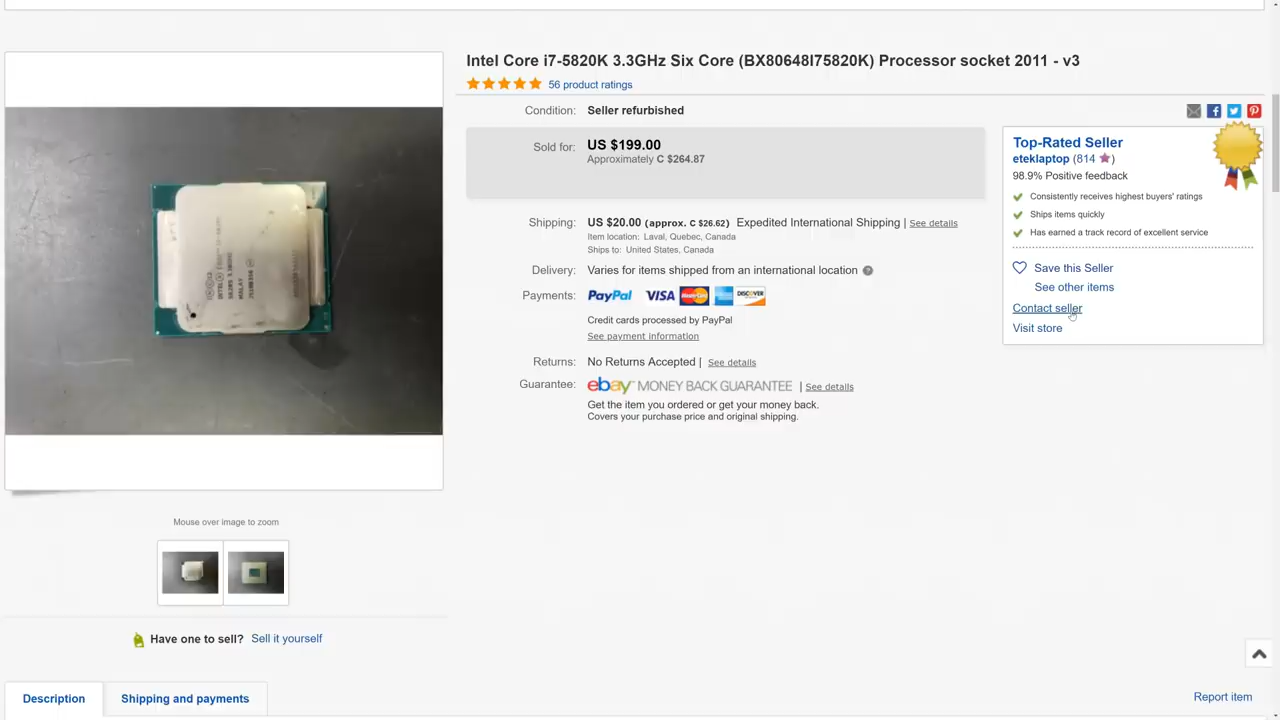 Intel Core i7-5820K 3.3GHz Six Core (BX80648I75820K) Processor socket 2011 - v3
56 product ratings
Condition: Seller refurbished
Sold for: US $199.00
Approximately C $264.87
Shipping: US $20.00 (approx. C $26.62) Expedited International Shipping | See details
Item location: Laval, Quebec, Canada
Ships to: United States, Canada
Delivery: Varies for items shipped from an international location ?
Payments: PayPal VISA MasterCard DISCOVER
Credit cards processed by PayPal
See payment information
Returns: No Returns Accepted | See details
Guarantee: ebay MONEY BACK GUARANTEE | See details
Get the item you ordered or get your money back.
Covers your purchase price and original shipping.
Top-Rated Seller
eteklaptop (814 ★)
98.9% Positive feedback
Consistently receives highest buyers' ratings
Ships items quickly
Has earned a track record of excellent service
Save this Seller
See other items
Contact seller
Visit store
Mouse over image to zoom
Have one to sell? Sell it yourself
Description
Shipping and payments
Report item